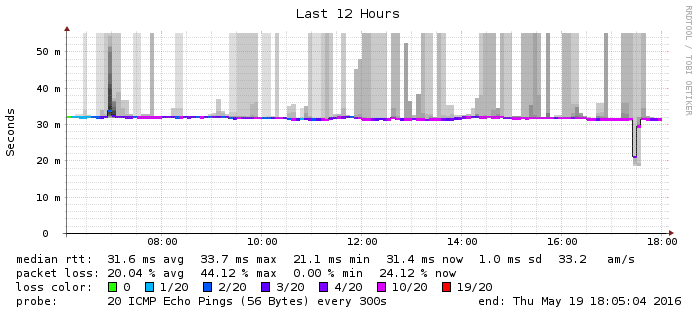 Last 12 Hours
RRDTOOL / TOBI OETIKER
Seconds
50 m
40 m
30 m
20 m
10 m
0
08:00 10:00 12:00 14:00 16:00 18:00
median rtt: 31.6 ms avg 33.7 ms max 21.1 ms min 31.4 ms now 1.0 ms sd 33.2 am/s
packet loss: 20.04 % avg 44.12 % max 0.00 % min 24.12 % now
loss color: 0 1/20 2/20 3/20 4/20 10/20 19/20
probe: 20 ICMP Echo Pings (56 Bytes) every 300s end: Thu May 19 18:05:04 2016